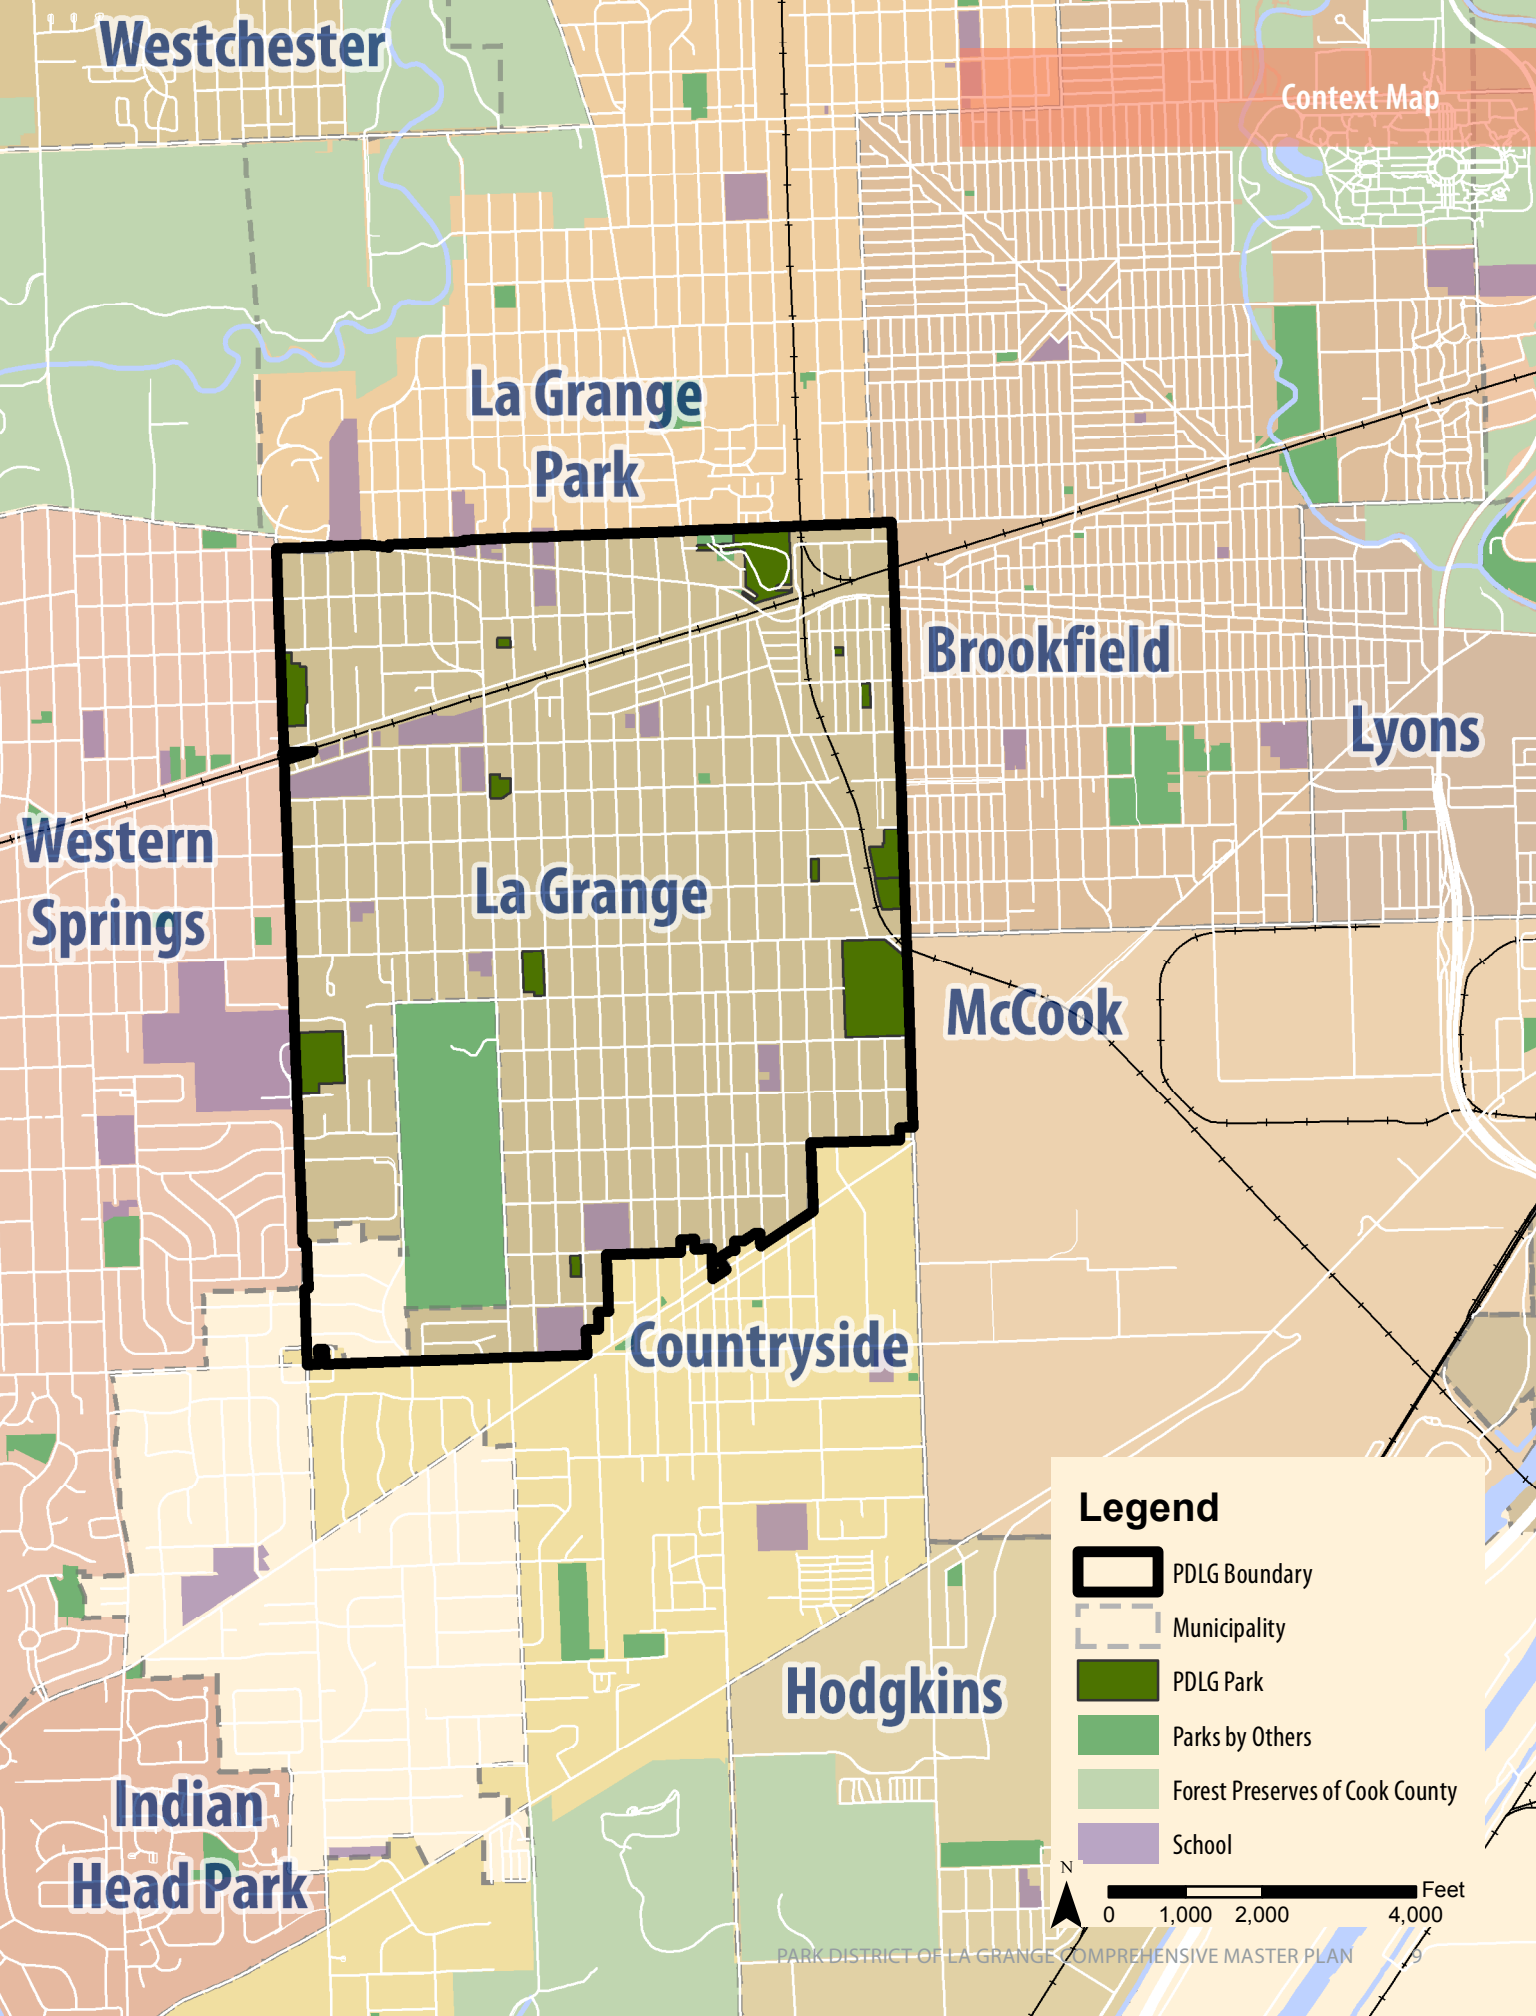 Westchester
Context Map
La Grange
Park
Brookfield
Lyons
Western
Springs
La Grange
McCook
Countryside
Hodgkins
Indian
Head Park
Legend
PDLG Boundary
Municipality
PDLG Park
Parks by Others
Forest Preserves of Cook County
School
N
Feet
0 1,000 2,000 4,000
PARK DISTRICT OF LA GRANGE COMPREHENSIVE MASTER PLAN 9